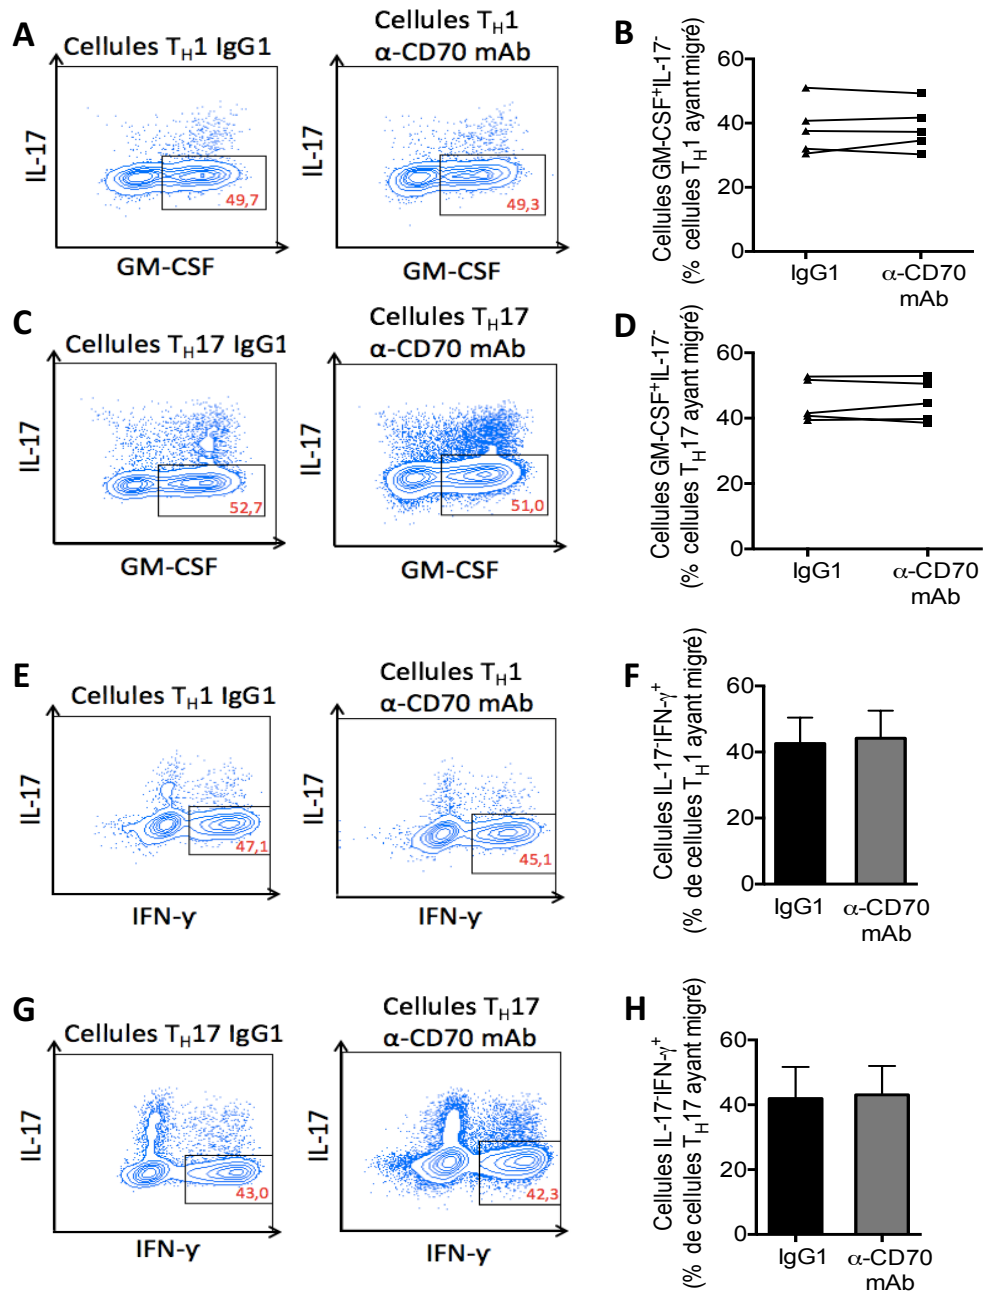 A
Cellules TH1 IgG1
IL-17
49,7
GM-CSF
Cellules TH1
α-CD70 mAb
IL-17
49,3
GM-CSF
B
Cellules GM-CSF+IL-17-
(% cellules TH1 ayant migré)
60
40
20
0
IgG1
α-CD70
mAb
C
Cellules TH17 IgG1
IL-17
52,7
GM-CSF
Cellules TH17
α-CD70 mAb
IL-17
51,0
GM-CSF
D
Cellules GM-CSF+IL-17-
(% cellules TH17 ayant migré)
60
40
20
0
IgG1
α-CD70
mAb
E
Cellules TH1 IgG1
IL-17
47,1
IFN-γ
Cellules TH1
α-CD70 mAb
IL-17
45,1
IFN-γ
F
Cellules IL-17-IFN-γ+
(% de cellules TH1 ayant migré)
60
40
20
0
IgG1
α-CD70
mAb
G
Cellules TH17 IgG1
IL-17
43,0
IFN-γ
Cellules TH17
α-CD70 mAb
IL-17
42,3
IFN-γ
H
Cellules IL-17-IFN-γ+
(% de cellules TH17 ayant migré)
60
40
20
0
IgG1
α-CD70
mAb